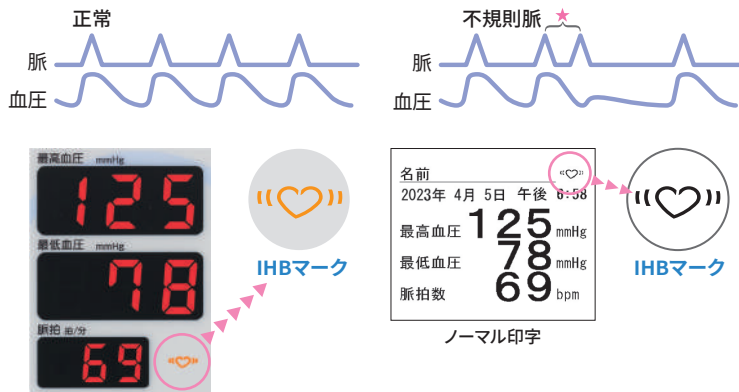 正常
脈
血圧
不規則脈 ★
脈
血圧
最高血圧 mmHg
125
最低血圧 mmHg
78
脈拍 拍/分
69
IHBマーク
名前
2023年 4月 5日 午後 6:58
最高血圧 125 mmHg
最低血圧 78 mmHg
脈拍数 69 bpm
ノーマル印字
IHBマーク